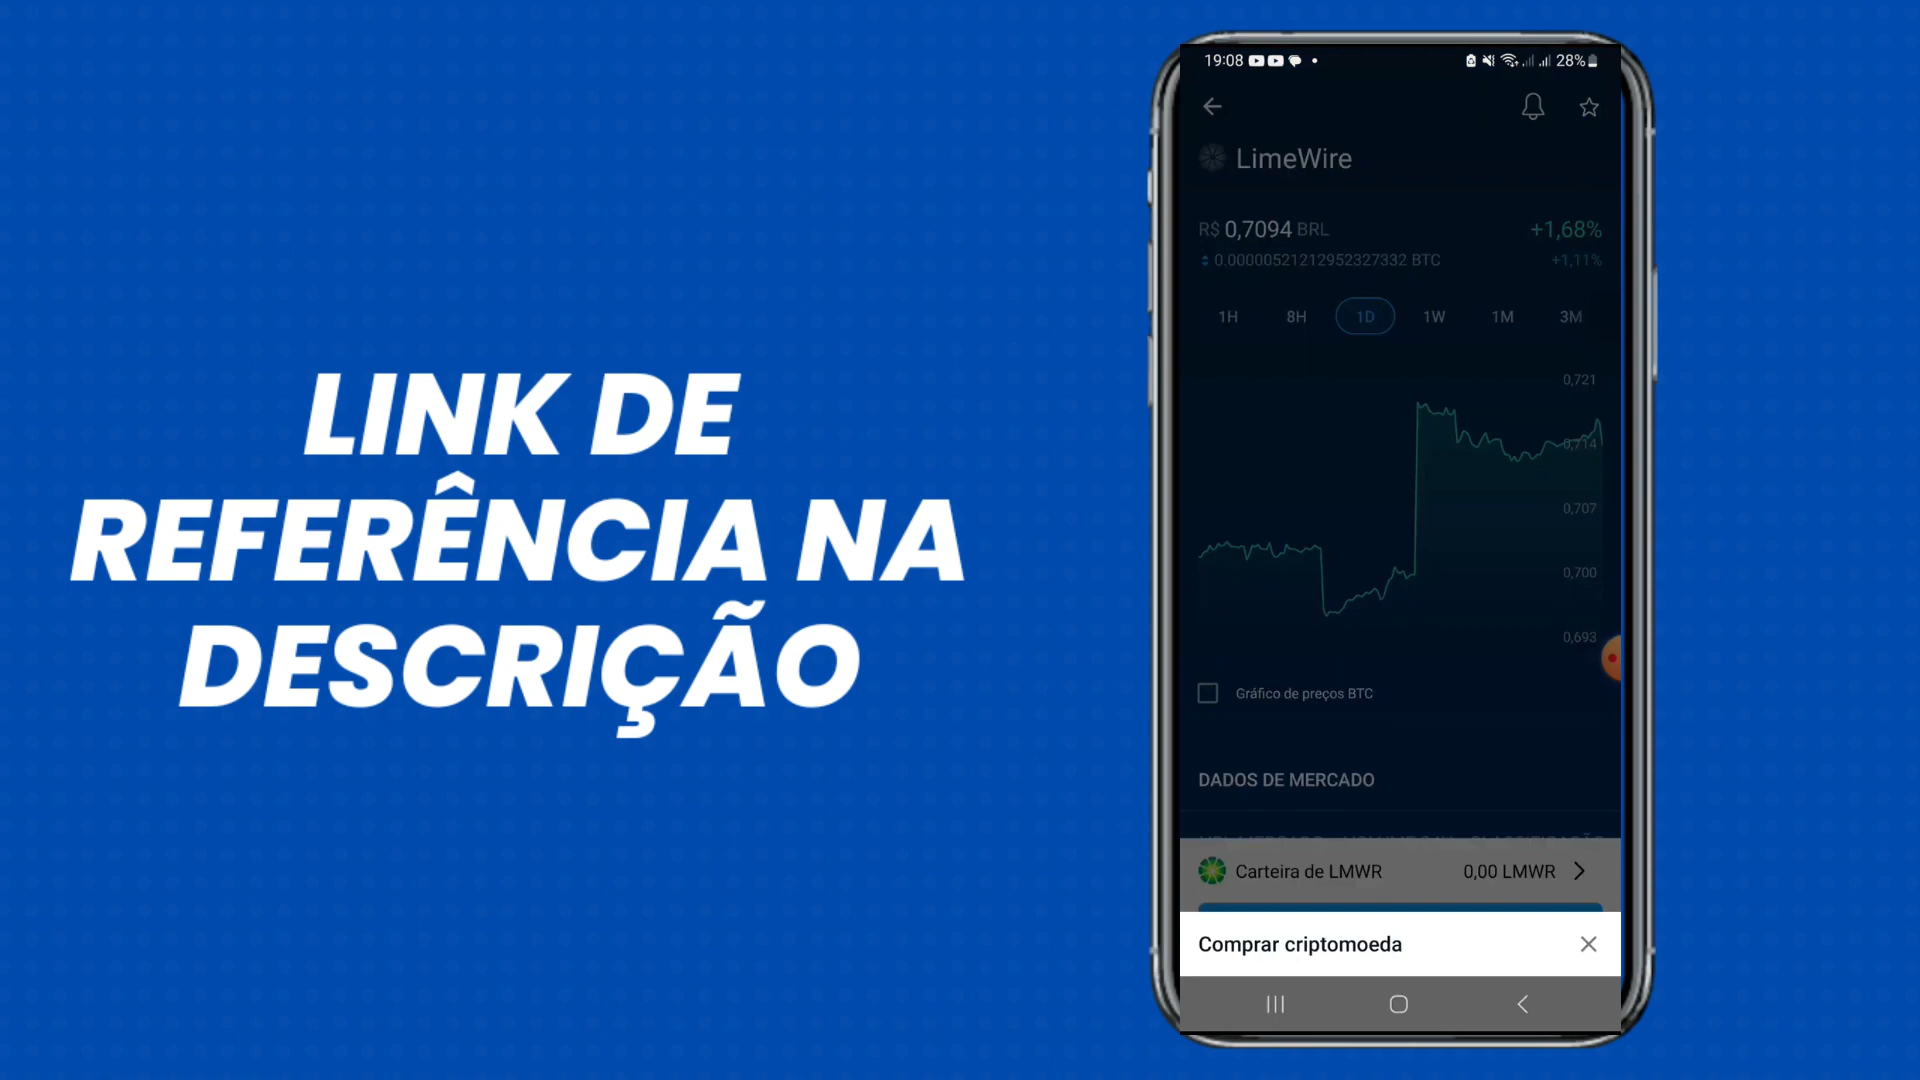 LINK DE
REFERÊNCIA NA
DESCRIÇÃO
19:08
28%
LimeWire
R$ 0,7094 BRL +1,68%
0.00000521212952327332 BTC +1,11%
1H 8H 1D 1W 1M 3M
0,721
0,714
0,707
0,700
0,693
Gráfico de preços BTC
DADOS DE MERCADO
Carteira de LMWR 0,00 LMWR
Comprar criptomoeda